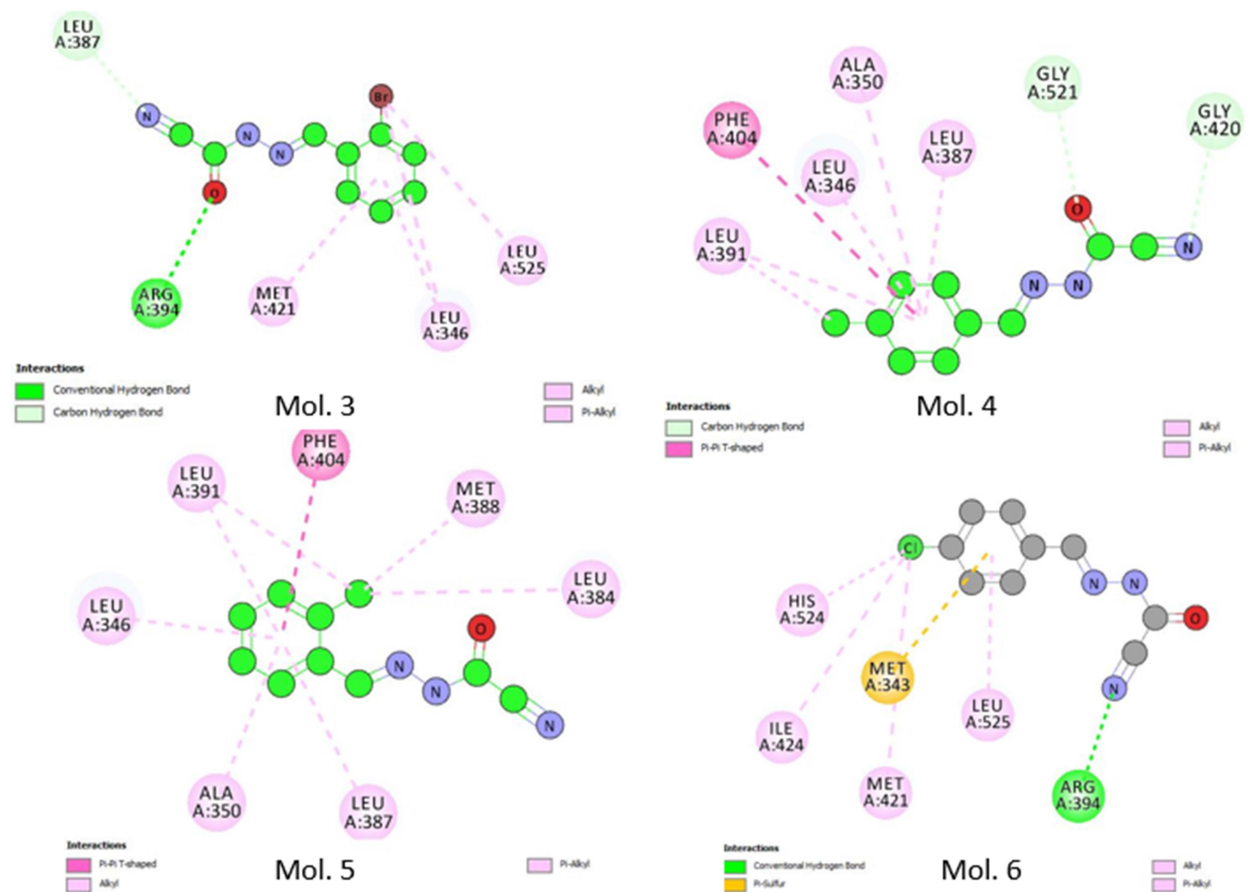 LEU
A:387
Br
N
N
N
O
ARG
A:394
MET
A:421
LEU
A:346
LEU
A:525
Interactions
Conventional Hydrogen Bond
Carbon Hydrogen Bond
Alkyl
Pi-Alkyl
Mol. 3
ALA
A:350
GLY
A:521
GLY
A:420
PHE
A:404
LEU
A:346
LEU
A:387
LEU
A:391
O
N
N
N
Interactions
Carbon Hydrogen Bond
Pi-Pi T-shaped
Alkyl
Pi-Alkyl
Mol. 4
PHE
A:404
LEU
A:391
MET
A:388
LEU
A:384
LEU
A:346
O
N
N
N
ALA
A:350
LEU
A:387
Interactions
Pi-Pi T-shaped
Alkyl
Pi-Alkyl
Mol. 5
Cl
N
N
O
N
HIS
A:524
MET
A:343
LEU
A:525
ILE
A:424
MET
A:421
ARG
A:394
Interactions
Conventional Hydrogen Bond
Pi-Sulfur
Alkyl
Pi-Alkyl
Mol. 6